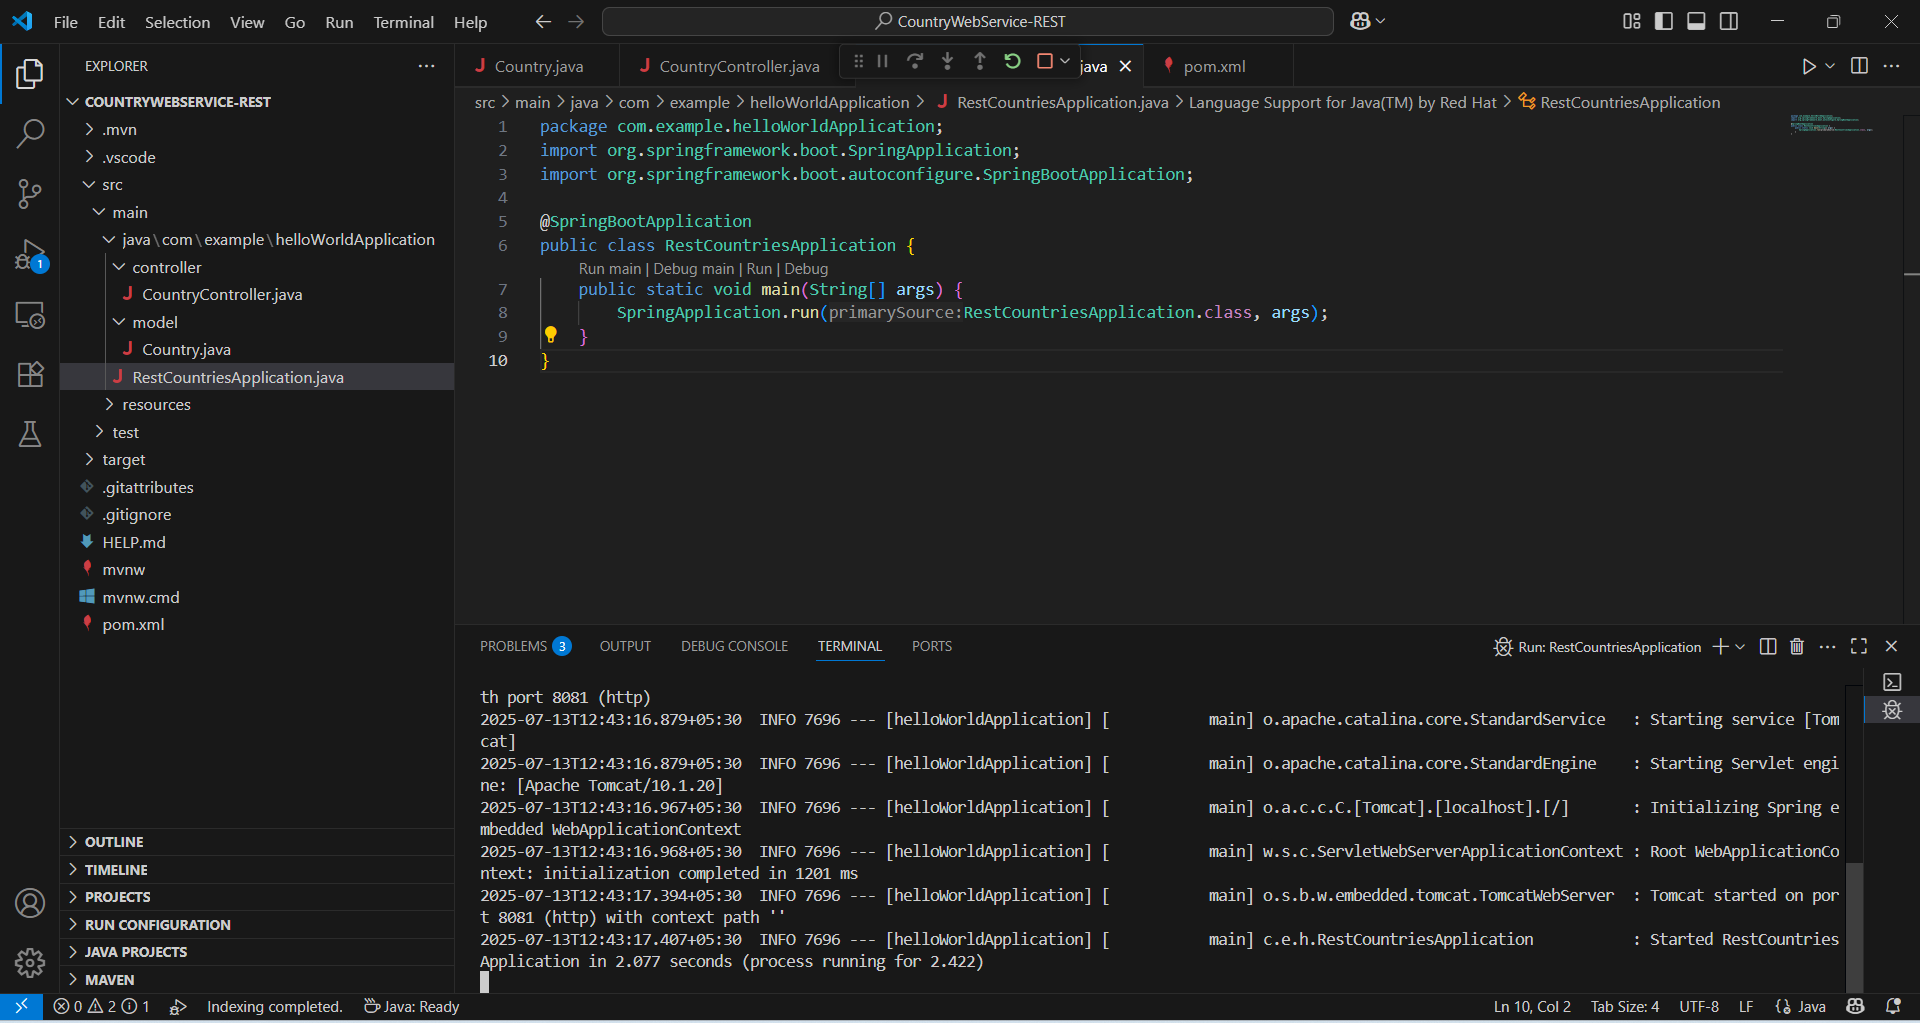 File Edit Selection View Go Run Terminal Help
CountryWebService-REST
EXPLORER
COUNTRYWEBSERVICE-REST
.mvn
.vscode
src
main
java\com\example\helloWorldApplication
controller
CountryController.java
model
Country.java
RestCountriesApplication.java
resources
test
target
.gitattributes
.gitignore
HELP.md
mvnw
mvnw.cmd
pom.xml
OUTLINE
TIMELINE
PROJECTS
RUN CONFIGURATION
JAVA PROJECTS
MAVEN
1
Country.java CountryController.java java pom.xml
src > main > java > com > example > helloWorldApplication > RestCountriesApplication.java > Language Support for Java(TM) by Red Hat > RestCountriesApplication
1 package com.example.helloWorldApplication;
2 import org.springframework.boot.SpringApplication;
3 import org.springframework.boot.autoconfigure.SpringBootApplication;
4
5 @SpringBootApplication
6 public class RestCountriesApplication {
Run main | Debug main | Run | Debug
7 public static void main(String[] args) {
8 SpringApplication.run(primarySource:RestCountriesApplication.class, args);
9 }
10 }
PROBLEMS 3 OUTPUT DEBUG CONSOLE TERMINAL PORTS
Run: RestCountriesApplication
th port 8081 (http)
2025-07-13T12:43:16.879+05:30  INFO 7696 --- [helloWorldApplication] [           main] o.apache.catalina.core.StandardService   : Starting service [Tom
cat]
2025-07-13T12:43:16.879+05:30  INFO 7696 --- [helloWorldApplication] [           main] o.apache.catalina.core.StandardEngine    : Starting Servlet engi
ne: [Apache Tomcat/10.1.20]
2025-07-13T12:43:16.967+05:30  INFO 7696 --- [helloWorldApplication] [           main] o.a.c.c.C.[Tomcat].[localhost].[/]       : Initializing Spring e
mbedded WebApplicationContext
2025-07-13T12:43:16.968+05:30  INFO 7696 --- [helloWorldApplication] [           main] w.s.c.ServletWebServerApplicationContext : Root WebApplicationCo
ntext: initialization completed in 1201 ms
2025-07-13T12:43:17.394+05:30  INFO 7696 --- [helloWorldApplication] [           main] o.s.b.w.embedded.tomcat.TomcatWebServer  : Tomcat started on por
t 8081 (http) with context path ''
2025-07-13T12:43:17.407+05:30  INFO 7696 --- [helloWorldApplication] [           main] c.e.h.RestCountriesApplication           : Started RestCountries
Application in 2.077 seconds (process running for 2.422)
0 2 1 Indexing completed. Java: Ready
Ln 10, Col 2 Tab Size: 4 UTF-8 LF Java